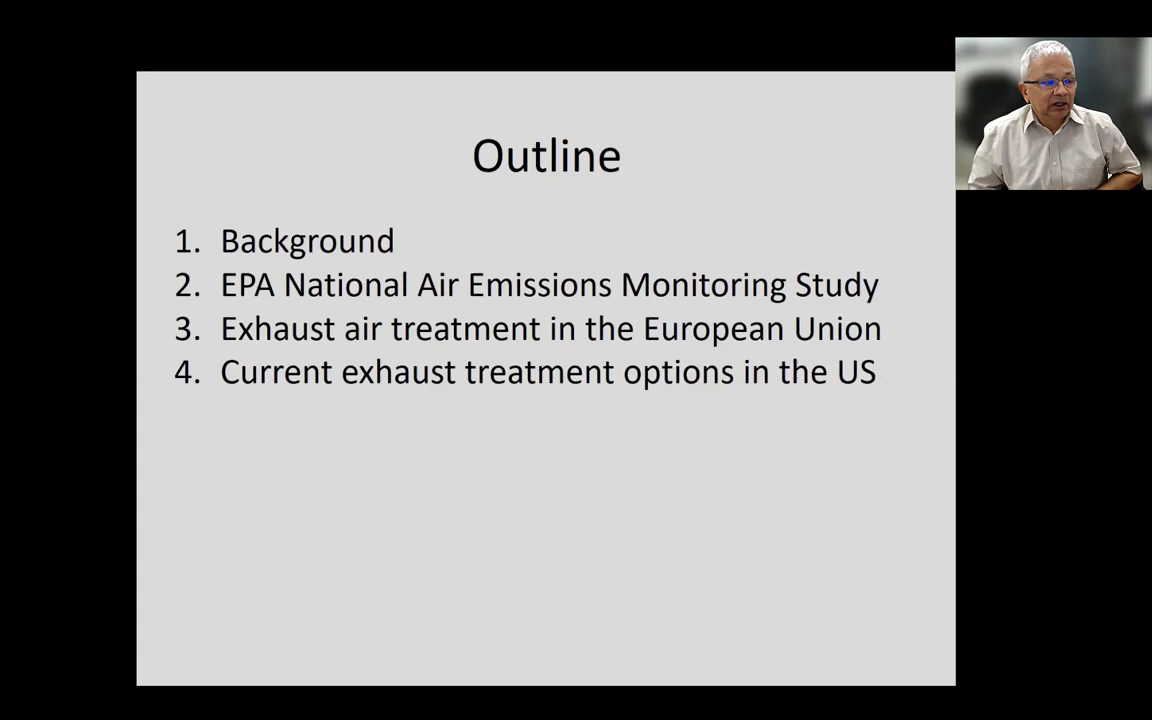 Outline
1. Background
2. EPA National Air Emissions Monitoring Study
3. Exhaust air treatment in the European Union
4. Current exhaust treatment options in the US